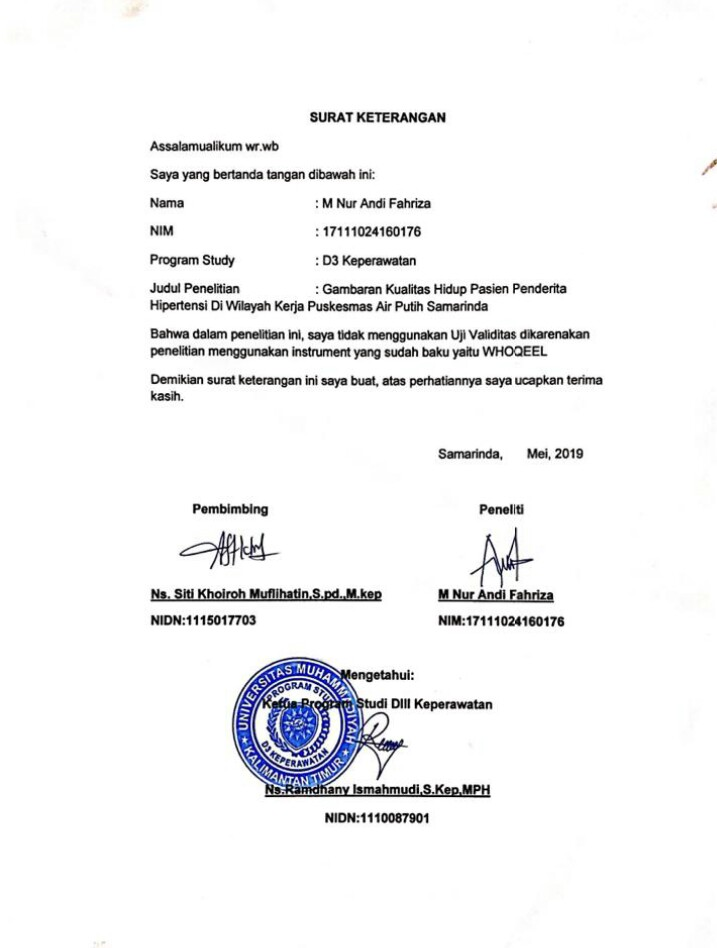 SURAT KETERANGAN
Assalamualikum wr.wb
Saya yang bertanda tangan dibawah ini:
Nama : M Nur Andi Fahriza
NIM : 17111024160176
Program Study : D3 Keperawatan
Judul Penelitian : Gambaran Kualitas Hidup Pasien Penderita
Hipertensi Di Wilayah Kerja Puskesmas Air Putih Samarinda
Bahwa dalam penelitian ini, saya tidak menggunakan Uji Validitas dikarenakan
penelitian menggunakan instrument yang sudah baku yaitu WHOQEEL
Demikian surat keterangan ini saya buat, atas perhatiannya saya ucapkan terima
kasih.
Samarinda, Mei, 2019
Pembimbing Peneliti
Ns. Siti Khoiroh Muflihatin,S.pd.,M.kep M Nur Andi Fahriza
NIDN:1115017703 NIM:17111024160176
Mengetahui:
Ketua Program Studi DIII Keperawatan
UNIVERSITAS MUHAMMADIYAH
PROGRAM STUDI
D3 KEPERAWATAN
KALIMANTAN TIMUR
Ns.Ramdhany Ismahmudi,S.Kep,MPH
NIDN:1110087901